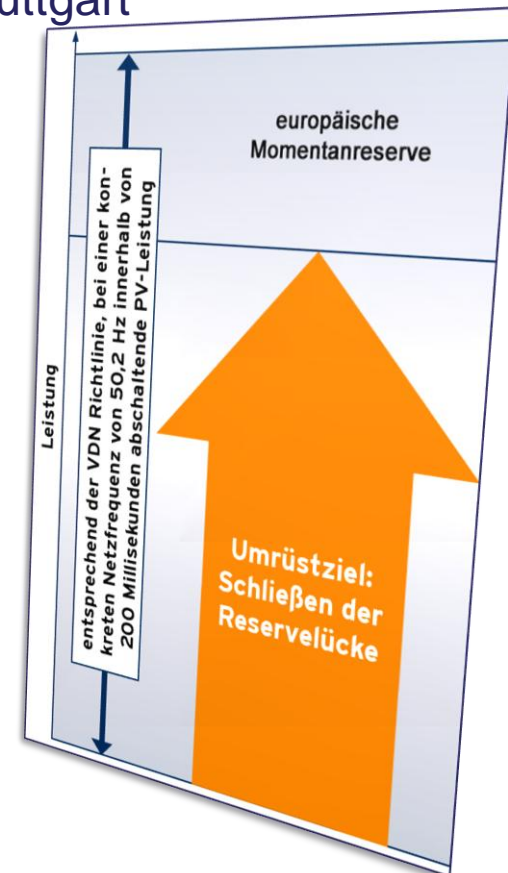 uttgart
europäische
Momentanreserve
Leistung
entsprechend der VDN Richtlinie, bei einer kon-
kreten Netzfrequenz von 50,2 Hz innerhalb von
200 Millisekunden abschaltende PV-Leistung
Umrüstziel:
Schließen der
Reservelücke